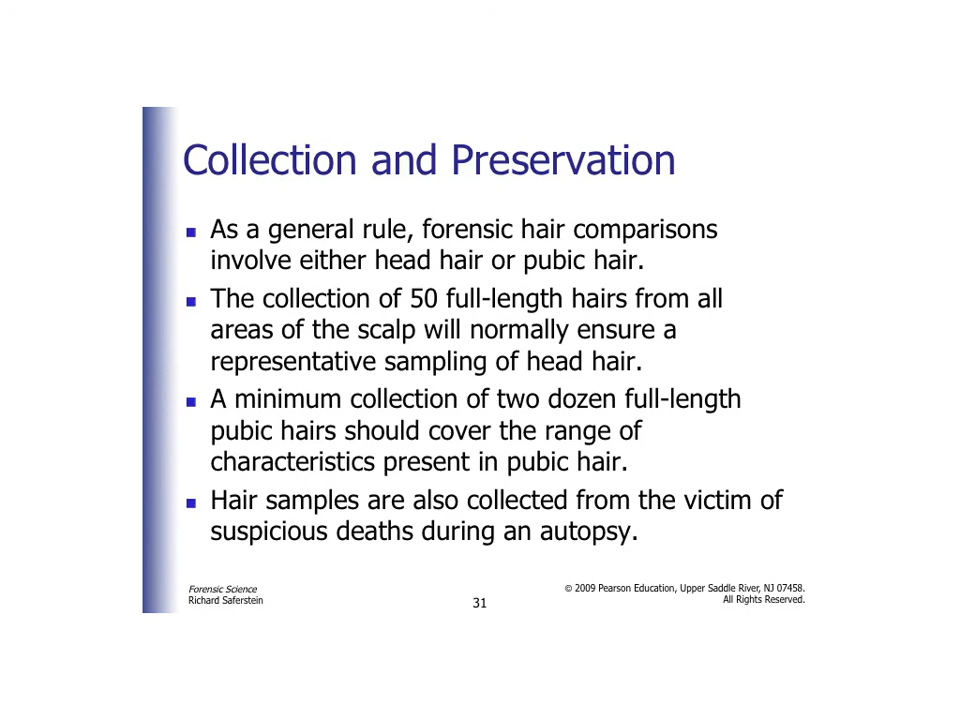 Collection and Preservation
■ As a general rule, forensic hair comparisons
involve either head hair or pubic hair.
■ The collection of 50 full-length hairs from all
areas of the scalp will normally ensure a
representative sampling of head hair.
■ A minimum collection of two dozen full-length
pubic hairs should cover the range of
characteristics present in pubic hair.
■ Hair samples are also collected from the victim of
suspicious deaths during an autopsy.
Forensic Science
Richard Saferstein
31
© 2009 Pearson Education, Upper Saddle River, NJ 07458.
All Rights Reserved.